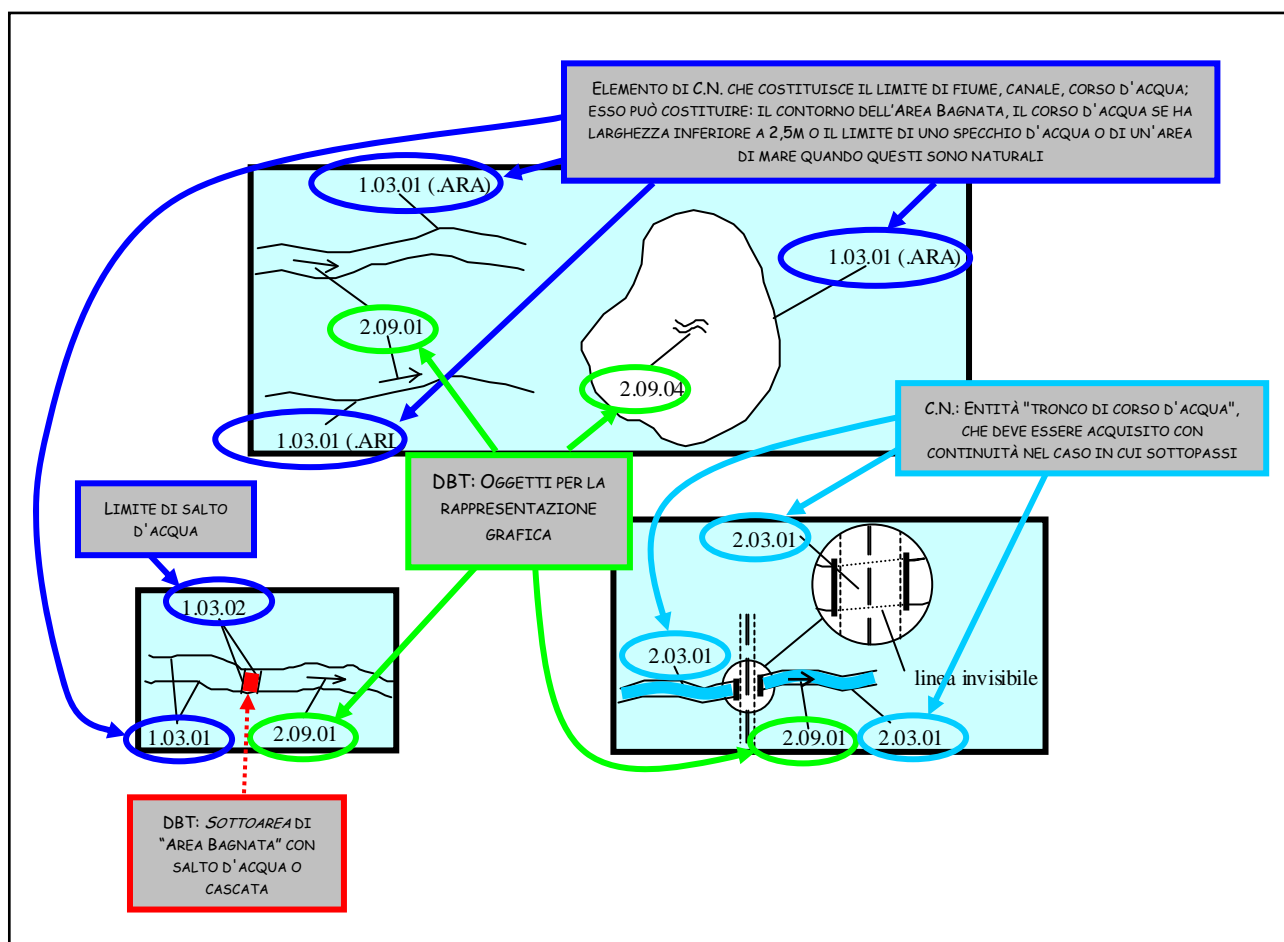 ELEMENTO DI C.N. CHE COSTITUISCE IL LIMITE DI FIUME, CANALE, CORSO D'ACQUA;
ESSO PUÒ COSTITUIRE: IL CONTORNO DELL'AREA BAGNATA, IL CORSO D'ACQUA SE HA
LARGHEZZA INFERIORE A 2,5M O IL LIMITE DI UNO SPECCHIO D'ACQUA O DI UN'AREA
DI MARE QUANDO QUESTI SONO NATURALI
1.03.01 (.ARA)
1.03.01 (.ARA)
2.09.01
2.09.04
1.03.01 (.ARL
C.N.: ENTITÀ "TRONCO DI CORSO D'ACQUA",
CHE DEVE ESSERE ACQUISITO CON
CONTINUITÀ NEL CASO IN CUI SOTTOPASSI
DBT: OGGETTI PER LA
RAPPRESENTAZIONE
GRAFICA
LIMITE DI SALTO
D'ACQUA
2.03.01
1.03.02
2.03.01
linea invisibile
1.03.01
2.09.01
2.09.01
2.03.01
DBT: SOTTOAREA DI
"AREA BAGNATA" CON
SALTO D'ACQUA O
CASCATA